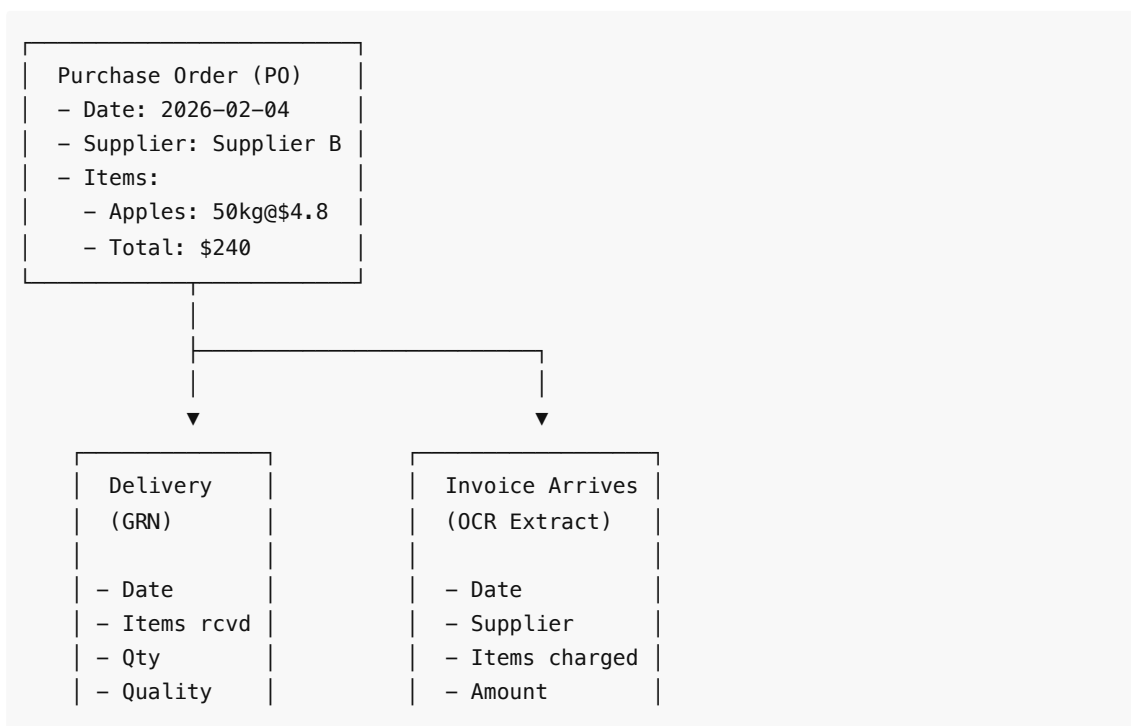 Purchase Order (PO)
– Date: 2026–02–04
– Supplier: Supplier B
– Items:
– Apples: 50kg@$4.8
– Total: $240
Delivery
(GRN)
– Date
– Items rcvd
– Qty
– Quality
Invoice Arrives
(OCR Extract)
– Date
– Supplier
– Items charged
– Amount